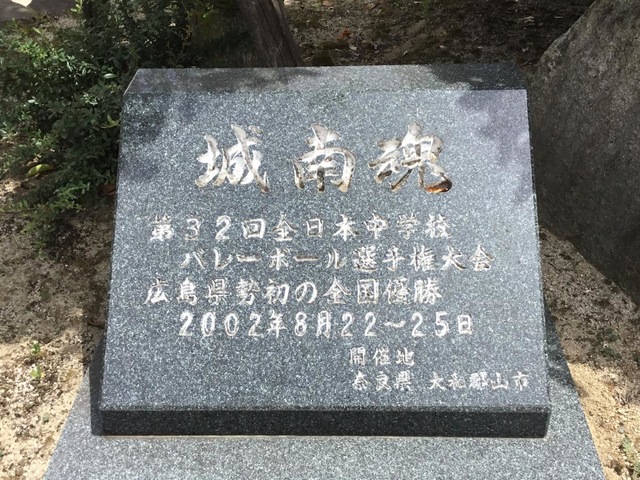 城南魂
第32回全日本中学校
バレーボール選手権大会
広島県勢初の全国優勝
2002年8月22～25日
開催地
奈良県 大和郡山市